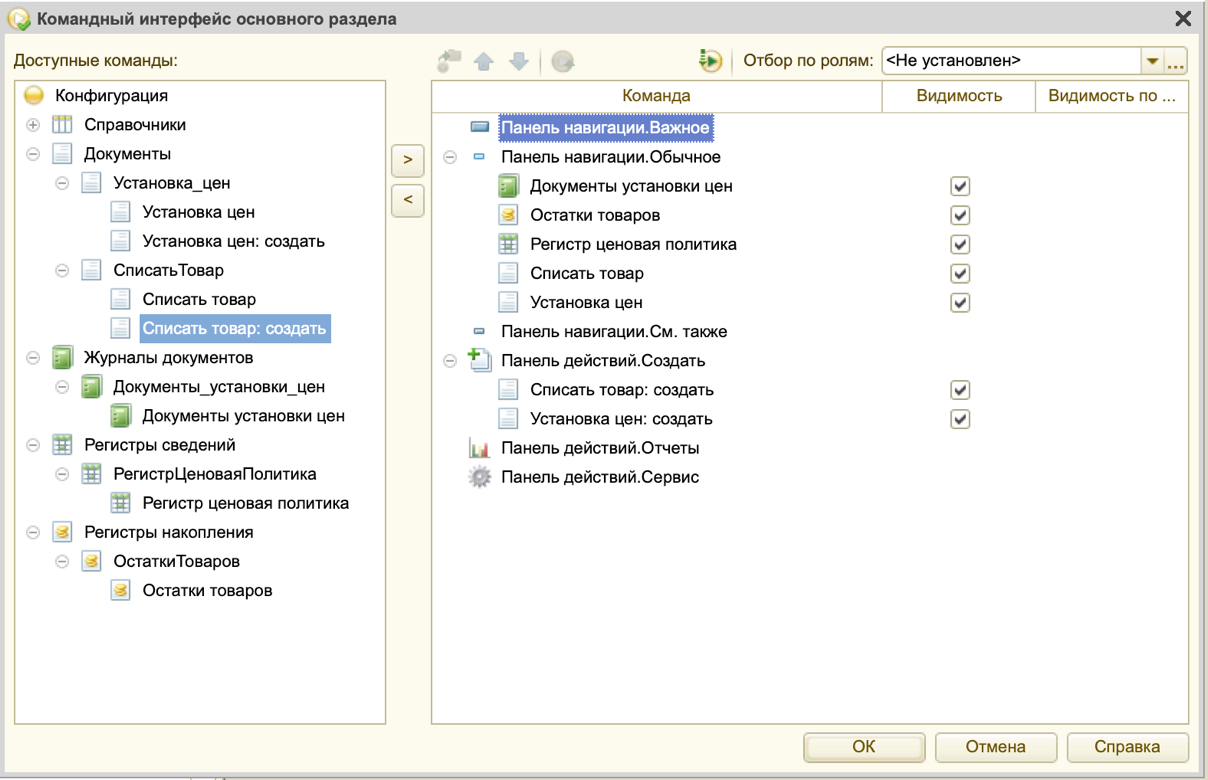 Командный интерфейс основного раздела
Доступные команды:
Отбор по ролям: <Не установлен>
Конфигурация
Справочники
Документы
Установка_цен
Установка цен
Установка цен: создать
СписатьТовар
Списать товар
Списать товар: создать
Журналы документов
Документы_установки_цен
Документы установки цен
Регистры сведений
РегистрЦеноваяПолитика
Регистр ценовая политика
Регистры накопления
ОстаткиТоваров
Остатки товаров
>
<
Команда Видимость Видимость по ...
Панель навигации.Важное
Панель навигации.Обычное
Документы установки цен
Остатки товаров
Регистр ценовая политика
Списать товар
Установка цен
Панель навигации.См. также
Панель действий.Создать
Списать товар: создать
Установка цен: создать
Панель действий.Отчеты
Панель действий.Сервис
ОК Отмена Справка